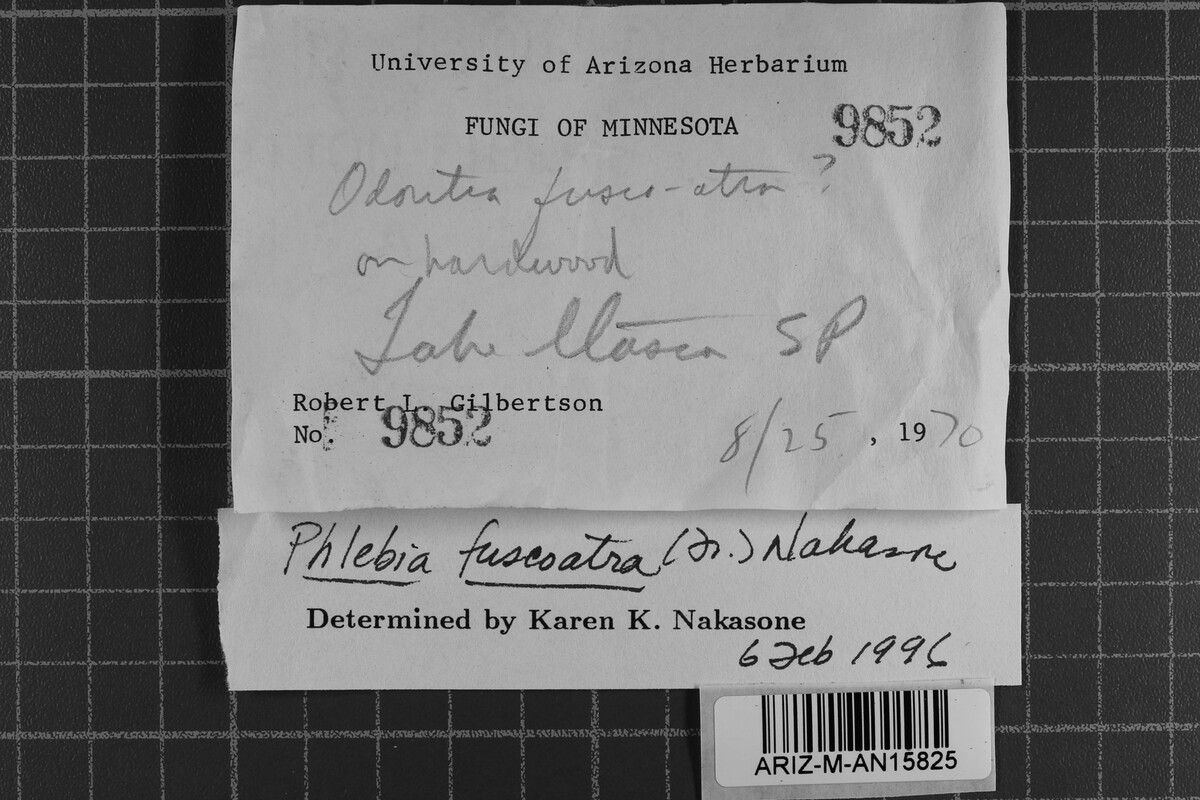 University of Arizona Herbarium
FUNGI OF MINNESOTA 9852
Odontia fusco-atra ?
on hardwood
Lake Itasca SP
Robert L. Gilbertson
No. 9852 8/25, 1970
Phlebia fuscoatra (Fr.) Nakasone
Determined by Karen K. Nakasone
6 Feb 1996
ARIZ-M-AN15825